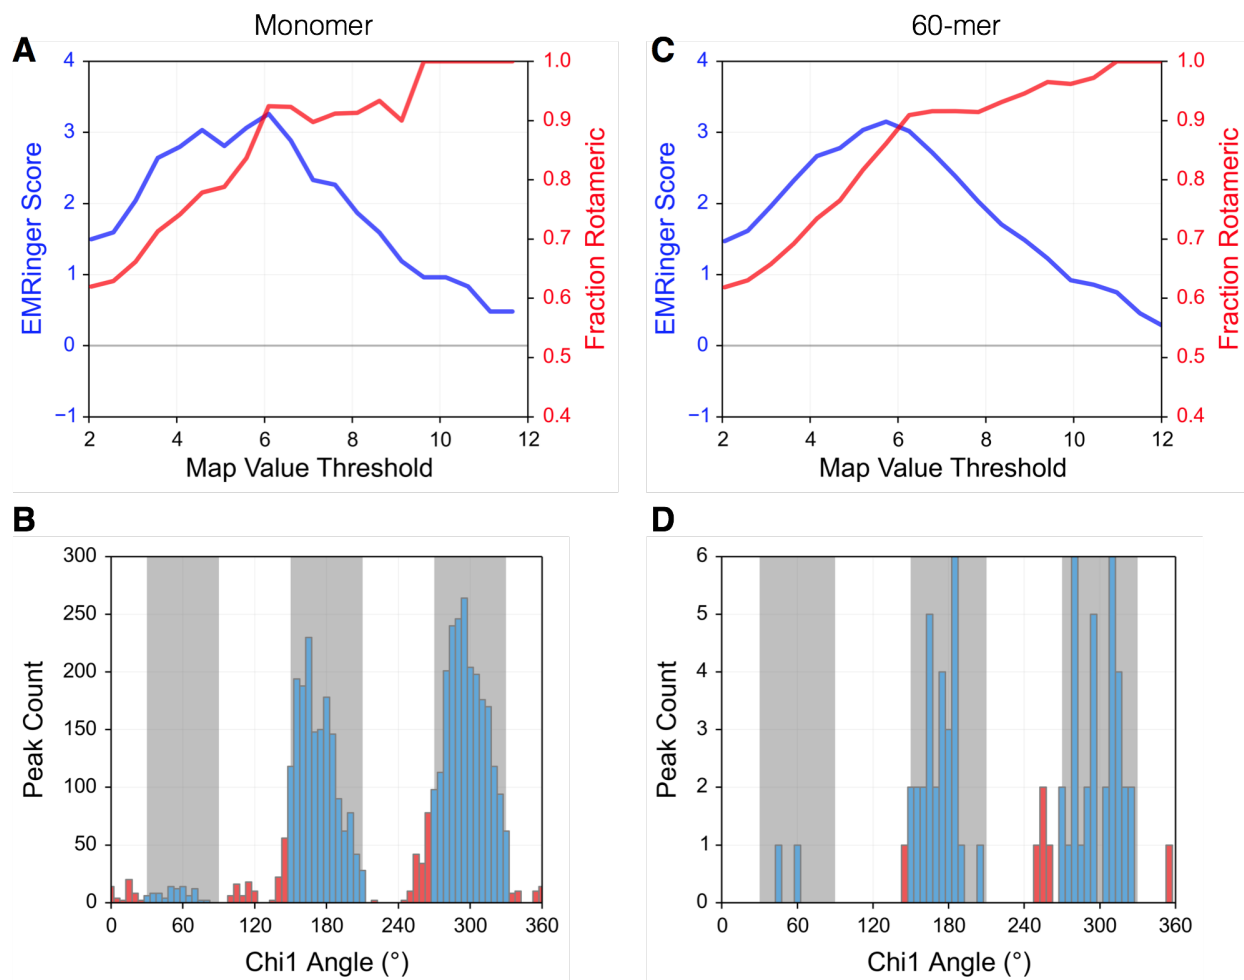 Monomer
60-mer
A
C
EMRinger Score
4
3
2
1
0
−1
1.0
0.9
0.8
0.7
0.6
0.5
0.4
Fraction Rotameric
2 4 6 8 10 12
Map Value Threshold
EMRinger Score
4
3
2
1
0
−1
1.0
0.9
0.8
0.7
0.6
0.5
0.4
Fraction Rotameric
2 4 6 8 10 12
Map Value Threshold
B
D
Peak Count
300
250
200
150
100
50
0
0 60 120 180 240 300 360
Chi1 Angle (°)
Peak Count
6
5
4
3
2
1
0
0 60 120 180 240 300 360
Chi1 Angle (°)